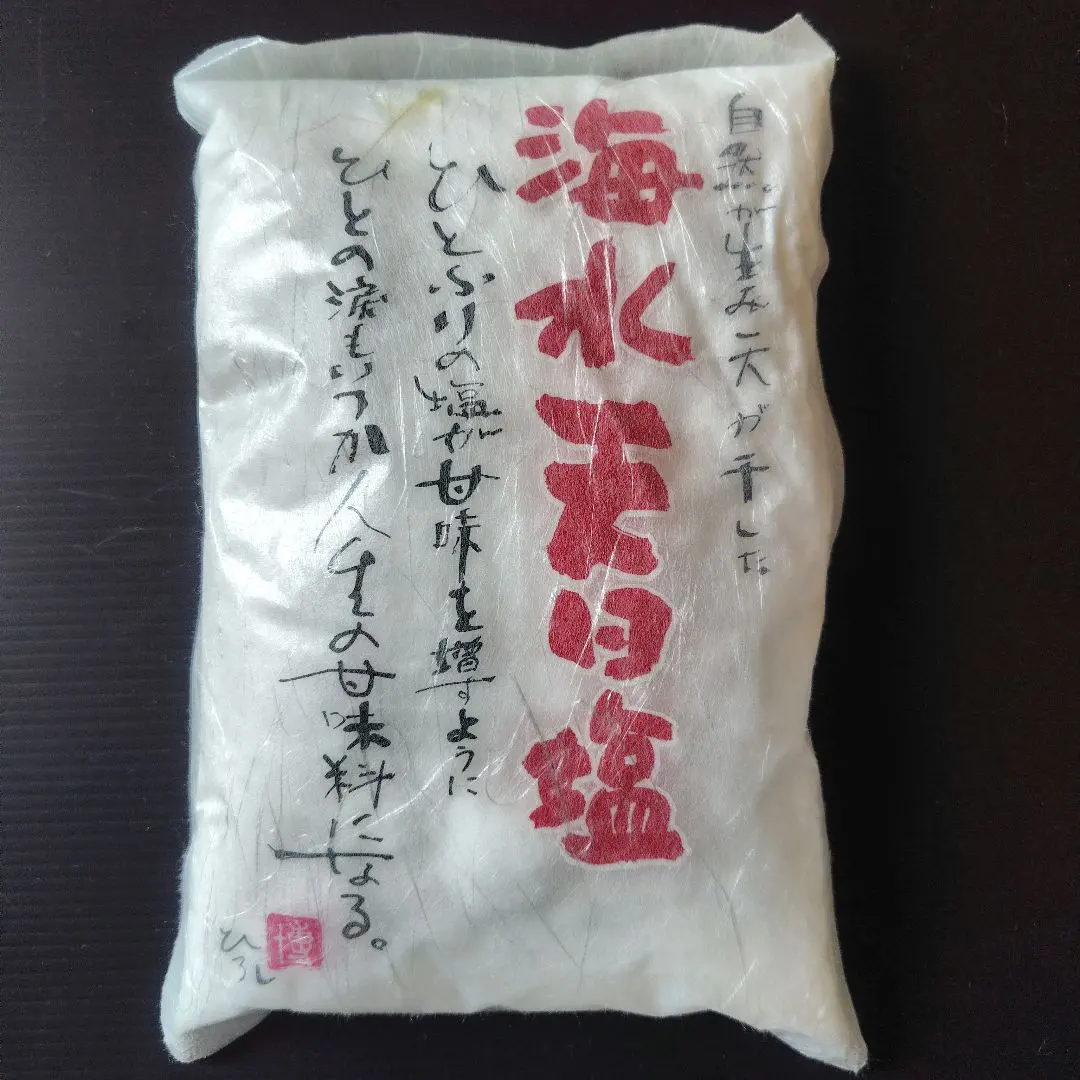 自然が生み天が干した
海水天日塩
ひとふりの塩が甘味を増すように
ひとの涙もいつか人生の甘味料になる。
ひろし
博